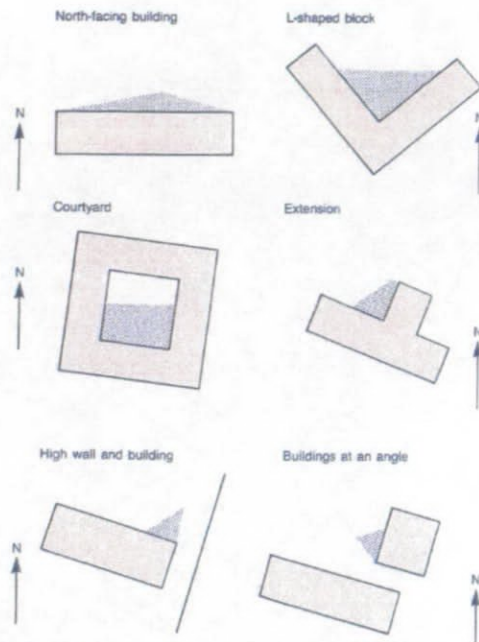 North-facing building
L-shaped block
N
N
Courtyard
Extension
N
N
High wall and building
Buildings at an angle
N
N